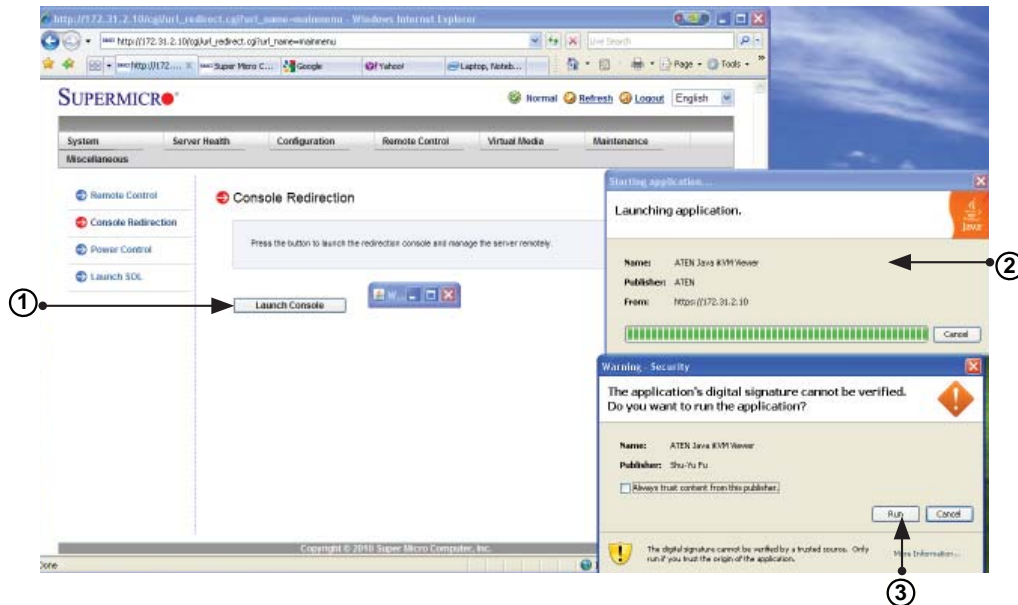 http://172.31.2.10/cgi/url_redirect.cgi?url_name=mainmenu - Windows Internet Explorer
http://172.31.2.10/cgi/url_redirect.cgi?url_name=mainmenu
Live Search
http://172....
Super Micro C...
Google
Yahoo!
Laptop, Noteb...
Page
Tools
SUPERMICRO
Normal
Refresh
Logout
English
System
Server Health
Configuration
Remote Control
Virtual Media
Maintenance
Miscellaneous
Remote Control
Console Redirection
Power Control
Launch SOL
Console Redirection
Press the button to launch the redirection console and manage the server remotely.
1
Launch Console
W...
Starting application...
Launching application.
Java
Name: ATEN Java iKVM Viewer
Publisher: ATEN
From: https://172.31.2.10
2
Cancel
Warning - Security
The application's digital signature cannot be verified.
Do you want to run the application?
Name: ATEN Java iKVM Viewer
Publisher: Shu-Yu Fu
Always trust content from this publisher.
Run
Cancel
The digital signature cannot be verified by a trusted source. Only
run if you trust the origin of the application.
More Information...
3
Copyright © 2010 Super Micro Computer, Inc.
Done